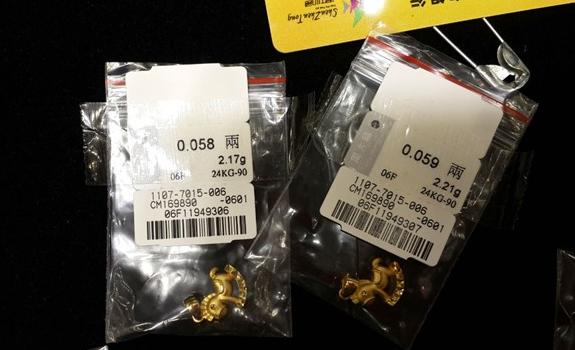 ShenZhenTong
0.058 兩
2.17g
06F 24KG-90
1107-7015-006
CM169890 -0601
06F11949306
0.059 兩
2.21g
06F 24KG-90
1107-7015-006
CM169890 -0601
06F11949307